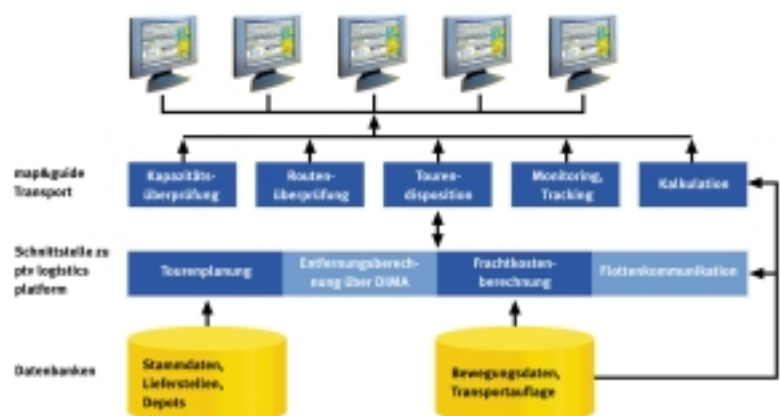 map&guide
Transport
Kapazitäts-
überprüfung
Routen-
überprüfung
Touren-
disposition
Monitoring,
Tracking
Kalkulation
Schnittstelle zu
ptv logistics
platform
Tourenplanung
Entfernungsberech-
nung über DIMA
Frachtkosten-
berechnung
Flottenkommunikation
Datenbanken
Stammdaten,
Lieferstellen,
Depots
Bewegungsdaten,
Transportauflage